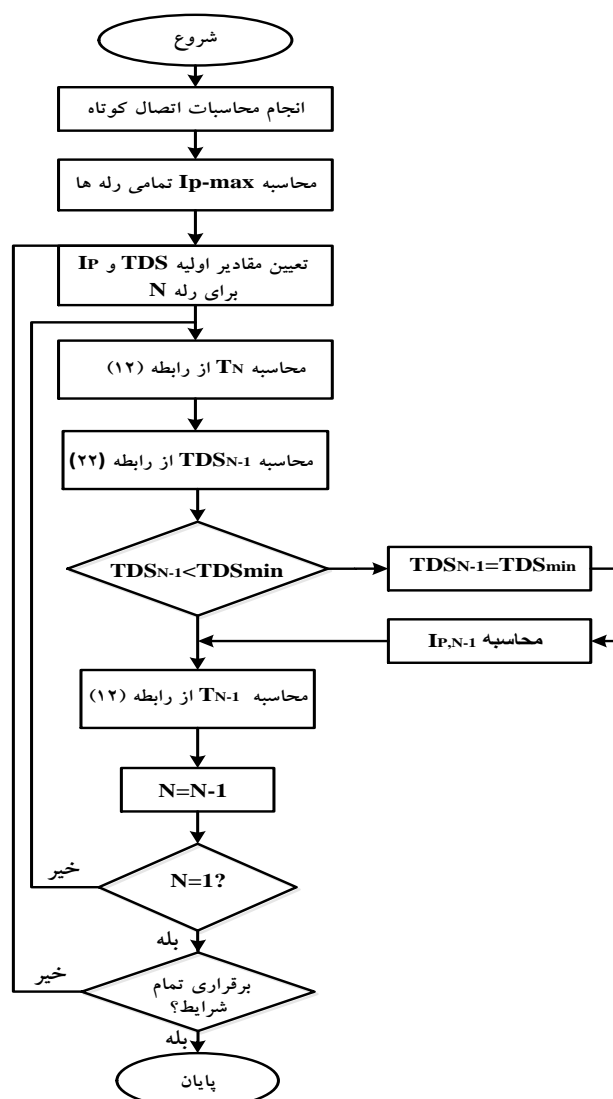 شروع
انجام محاسبات اتصال کوتاه
محاسبه Ip-max تمامی رله ها
تعیین مقادیر اولیه TDS و IP
برای رله N
محاسبه TN از رابطه (۱۲)
محاسبه TDSN-1 از رابطه (۲۲)
TDSN-1<TDSmin
TDSN-1=TDSmin
محاسبه IP,N-1
محاسبه TN-1 از رابطه (۱۲)
N=N-1
خیر
N=1?
بله
خیر
برقراری تمام
شرایط؟
بله
پایان